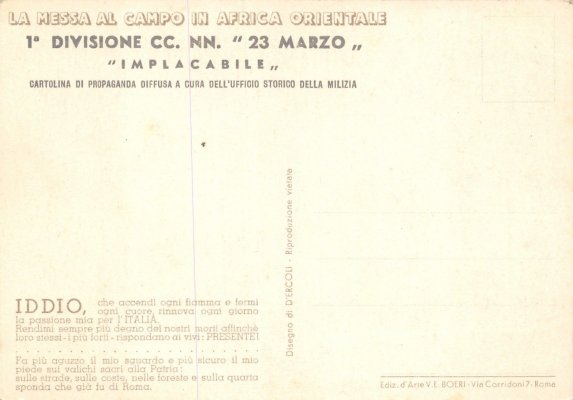 LA MESSA AL CAMPO IN AFRICA ORIENTALE
1ª DIVISIONE CC. NN. “ 23 MARZO „
“ IMPLACABILE „
CARTOLINA DI PROPAGANDA DIFFUSA A CURA DELL'UFFICIO STORICO DELLA MILIZIA
IDDIO, che accendi ogni fiamma e fermi
ogni cuore, rinnova ogni giorno
la passione mia per l'ITALIA.
Rendimi sempre più degno dei nostri morti affinchè
loro stessi - i più forti - rispondano ai vivi: PRESENTE!
Fa più aguzzo il mio sguardo e più sicuro il mio
piede sui valichi sacri alla Patria:
sulle strade, sulle coste, nelle foreste e sulla quarta
sponda che già fu di Roma.
Disegno di D'ERCOLI - Riproduzione vietata
Ediz. d'Arte V. E. BOERI - Via Corridoni 7 - Roma